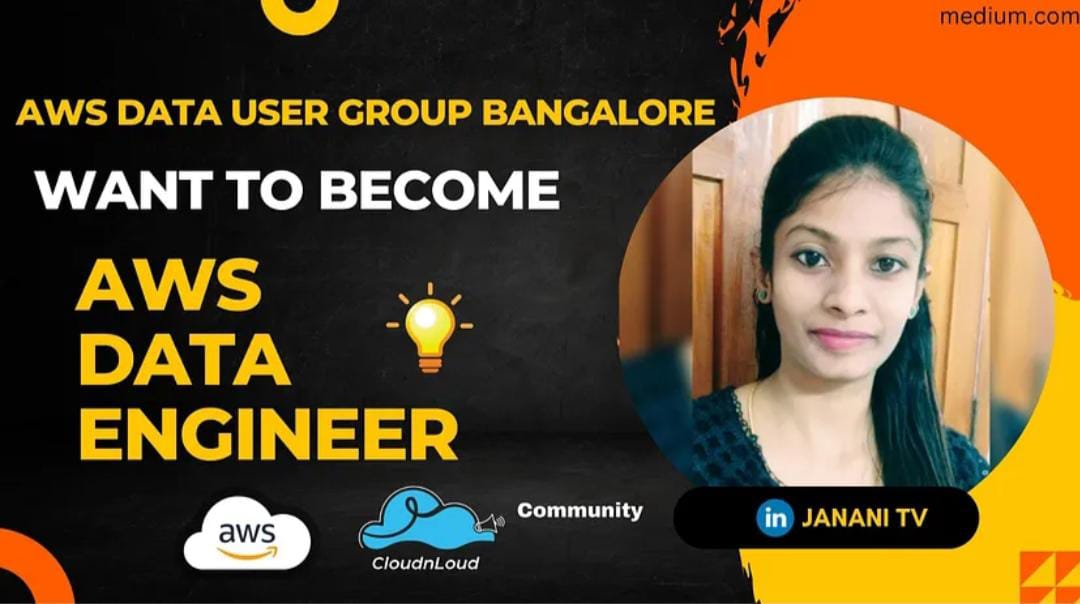 medium.com
AWS DATA USER GROUP BANGALORE
WANT TO BECOME
AWS
DATA
ENGINEER
aws
CloudnLoud
Community
in JANANI TV